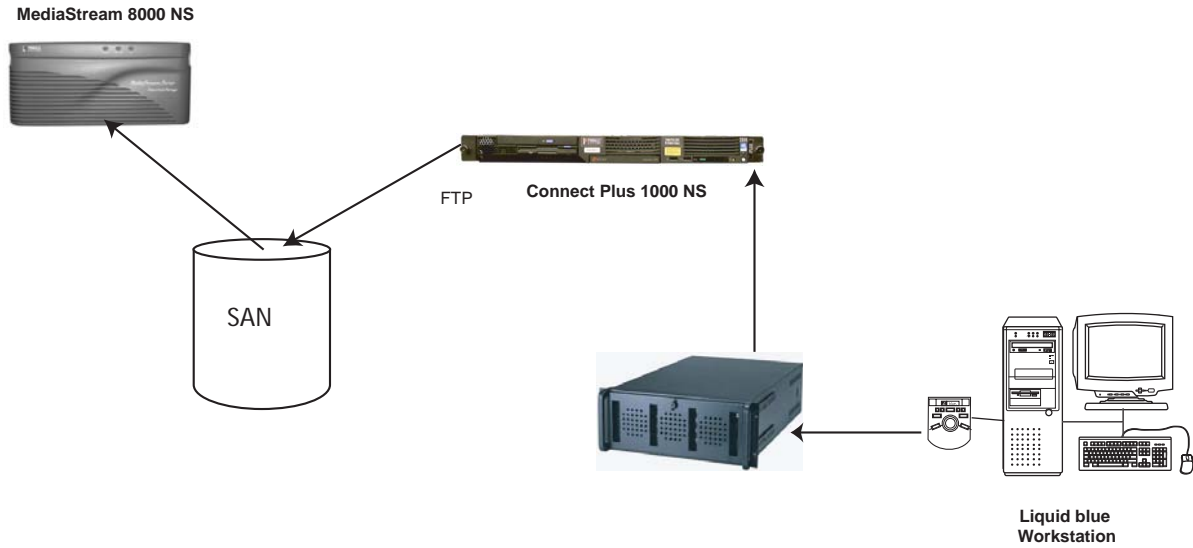 MediaStream 8000 NS
FTP
Connect Plus 1000 NS
SAN
Liquid blue
Workstation